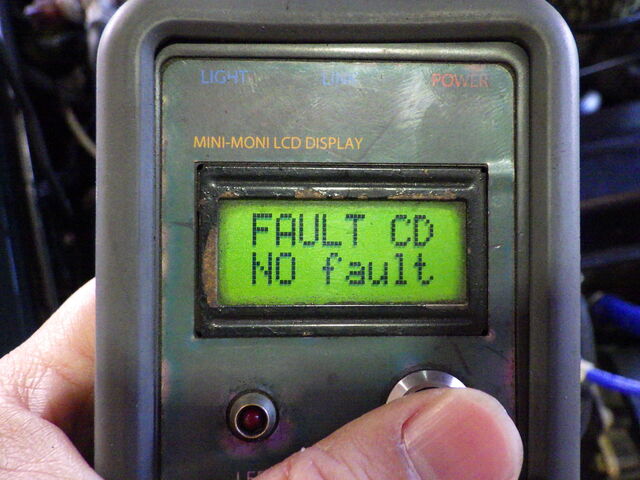 LIGHT LINK POWER
MINI-MONI LCD DISPLAY
FAULT CD
NO fault